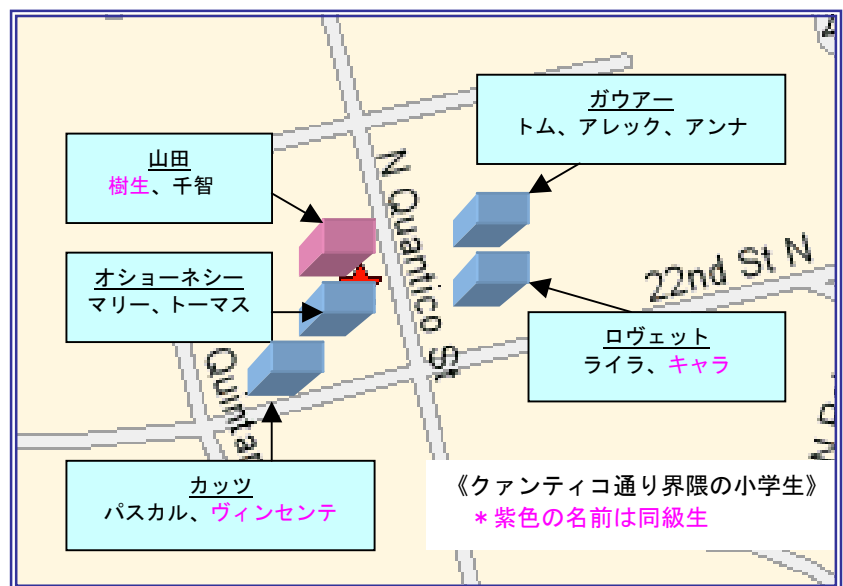 ガウアー
トム、アレック、アンナ
山田
樹生、千智
N Quantico St
オショーネシー
マリー、トーマス
22nd St N
ロヴェット
ライラ、キャラ
カッツ
パスカル、ヴィンセンテ
《クァンティコ通り界隈の小学生》
＊紫色の名前は同級生